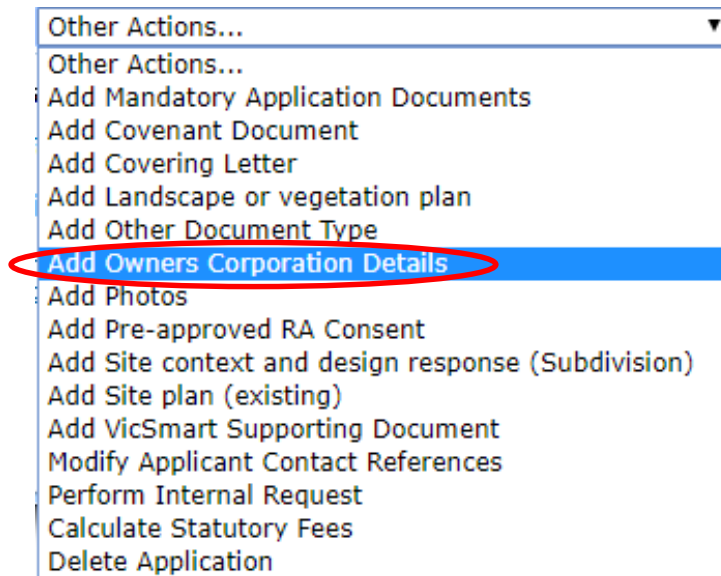 Other Actions...
Other Actions...
Add Mandatory Application Documents
Add Covenant Document
Add Covering Letter
Add Landscape or vegetation plan
Add Other Document Type
Add Owners Corporation Details
Add Photos
Add Pre-approved RA Consent
Add Site context and design response (Subdivision)
Add Site plan (existing)
Add VicSmart Supporting Document
Modify Applicant Contact References
Perform Internal Request
Calculate Statutory Fees
Delete Application